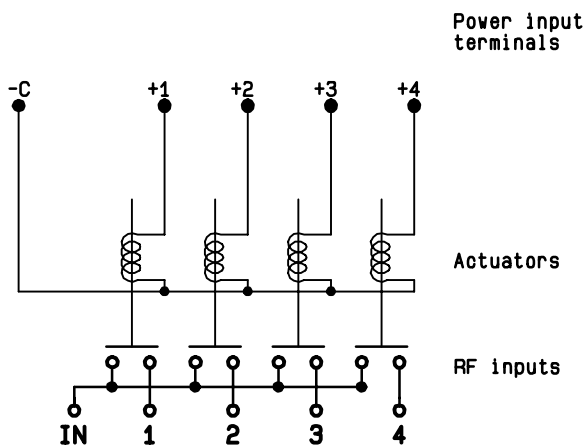 Power input
terminals
-C +1 +2 +3 +4
Actuators
RF inputs
IN 1 2 3 4